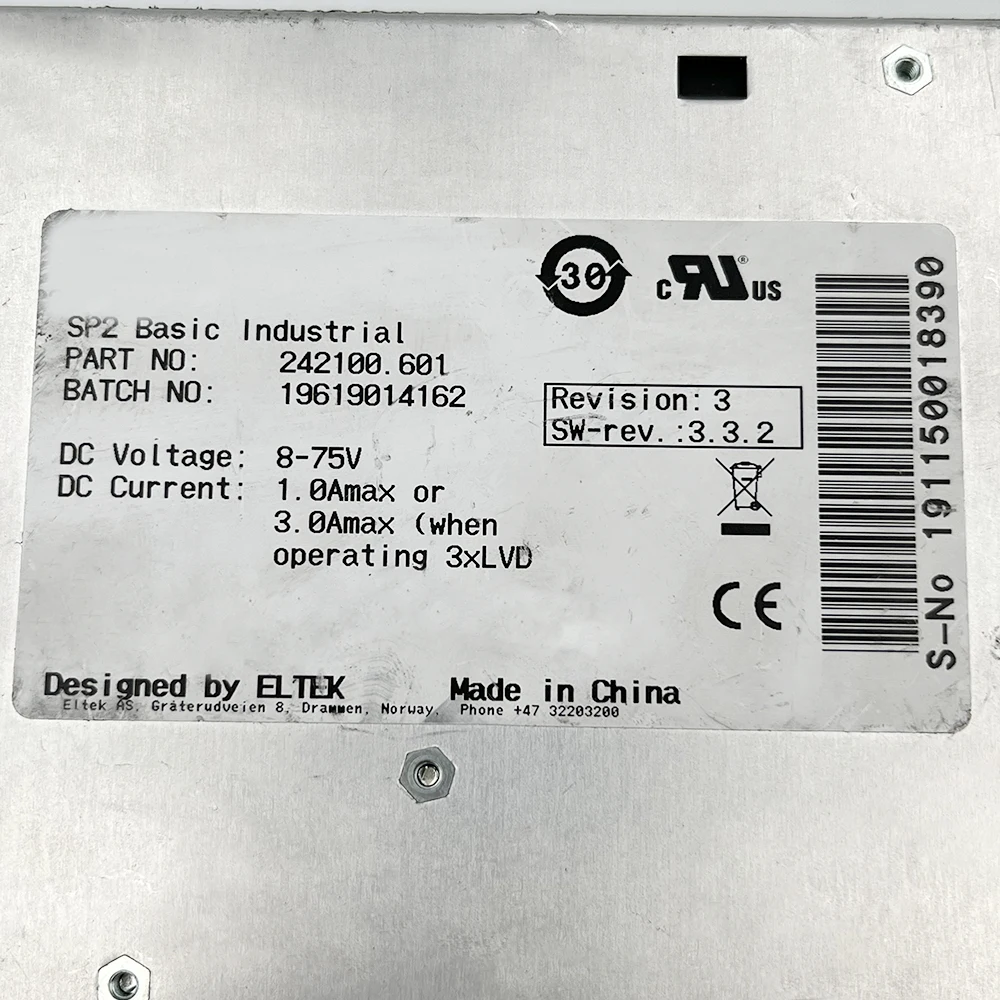 30
c RU ® US
SP2 Basic Industrial
PART NO: 242100.601
BATCH NO: 19619014162
Revision: 3
SW-rev. :3.3.2
DC Voltage: 8-75V
DC Current: 1.0Amax or
3.0Amax (when
operating 3xLVD
CE
S-No 191150018390
Designed by ELTEK Made in China
Eltek AS, Gråterudveien 8, Drammen, Norway, Phone +47 32203200